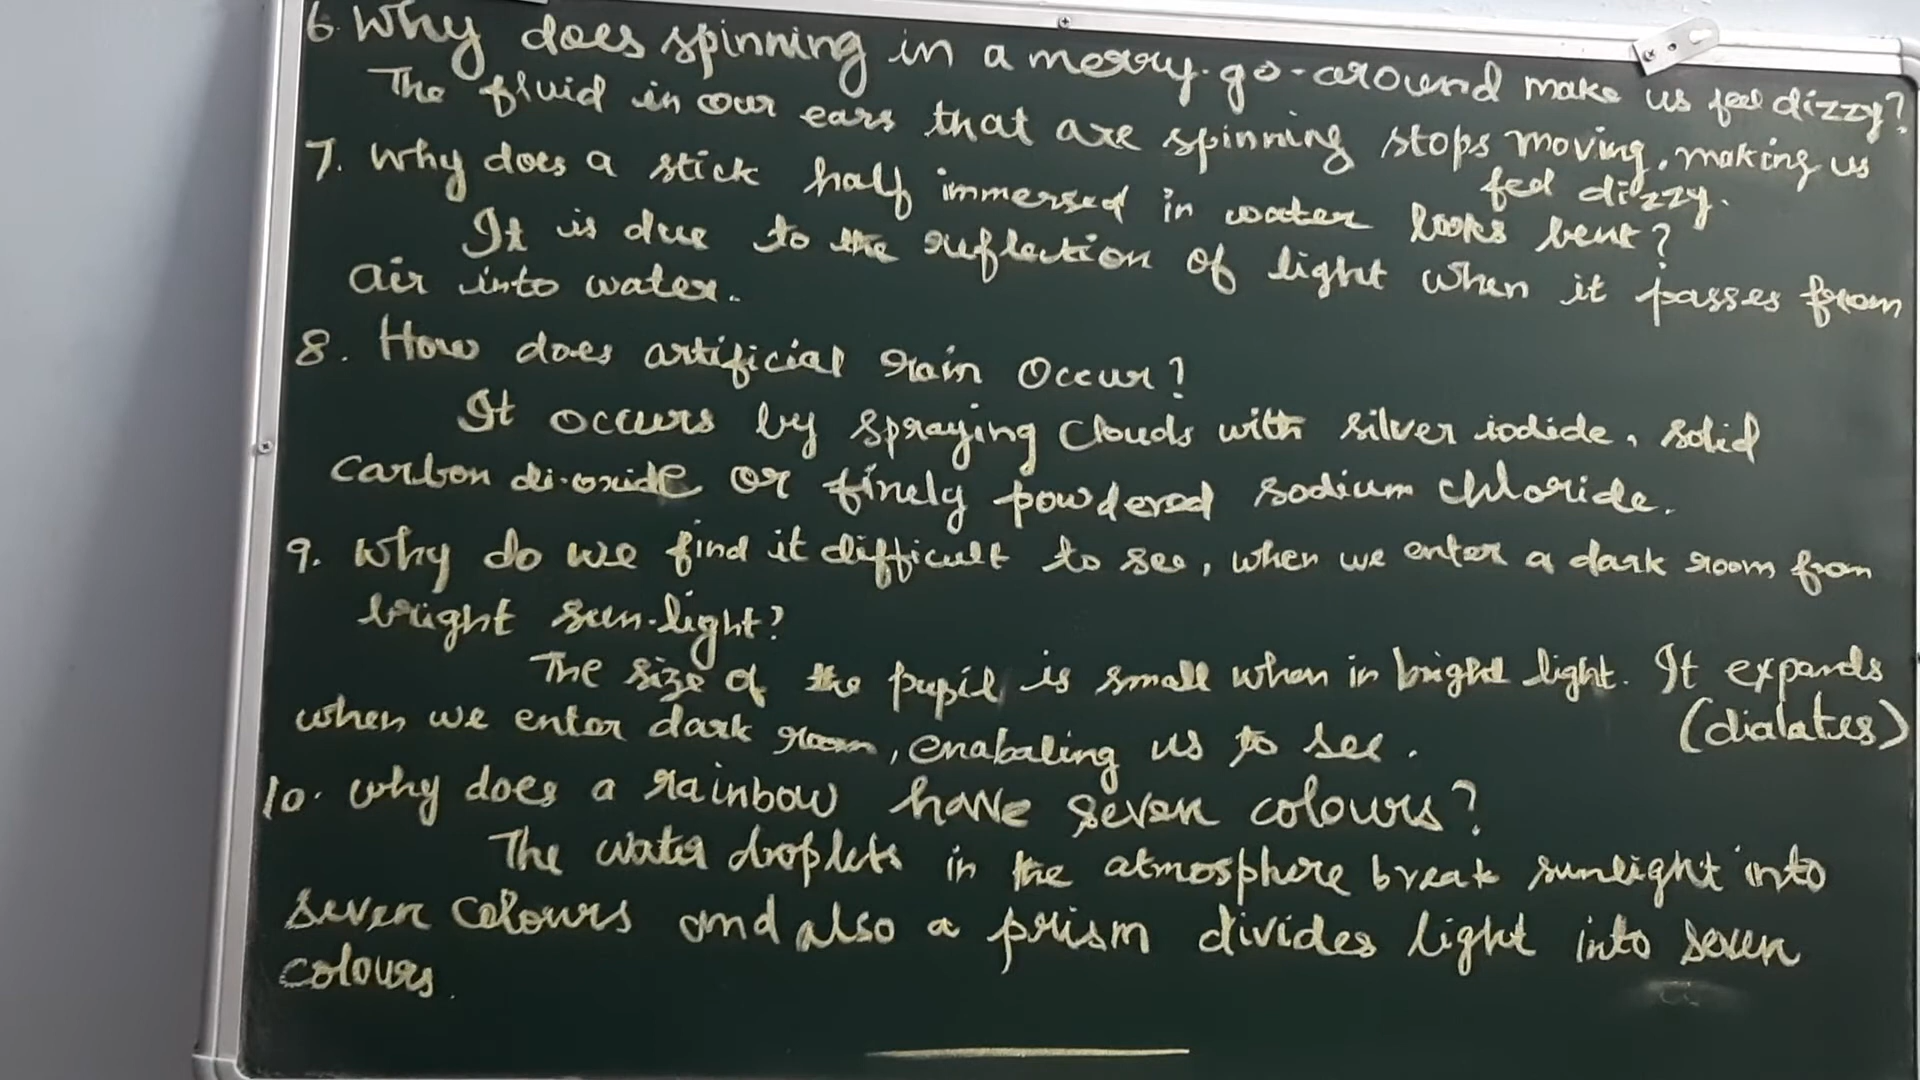 6. Why does spinning in a merry-go-around make us feel dizzy?
The fluid in our ears that are spinning stops moving, making us
feel dizzy.
7. Why does a stick half immersed in water looks bent?
It is due to the reflection of light when it passes from
air into water.
8. How does artificial rain occur?
It occurs by spraying clouds with silver iodide, solid
carbon di-oxide or finely powdered sodium chloride.
9. Why do we find it difficult to see, when we enter a dark room from
bright sun-light?
The size of the pupil is small when in bright light. It expands
(dialates)
when we enter dark room, enabaling us to see.
10. Why does a rainbow have seven colours?
The water droplets in the atmosphere break sunlight into
seven colours and also a prism divides light into seven
colours.